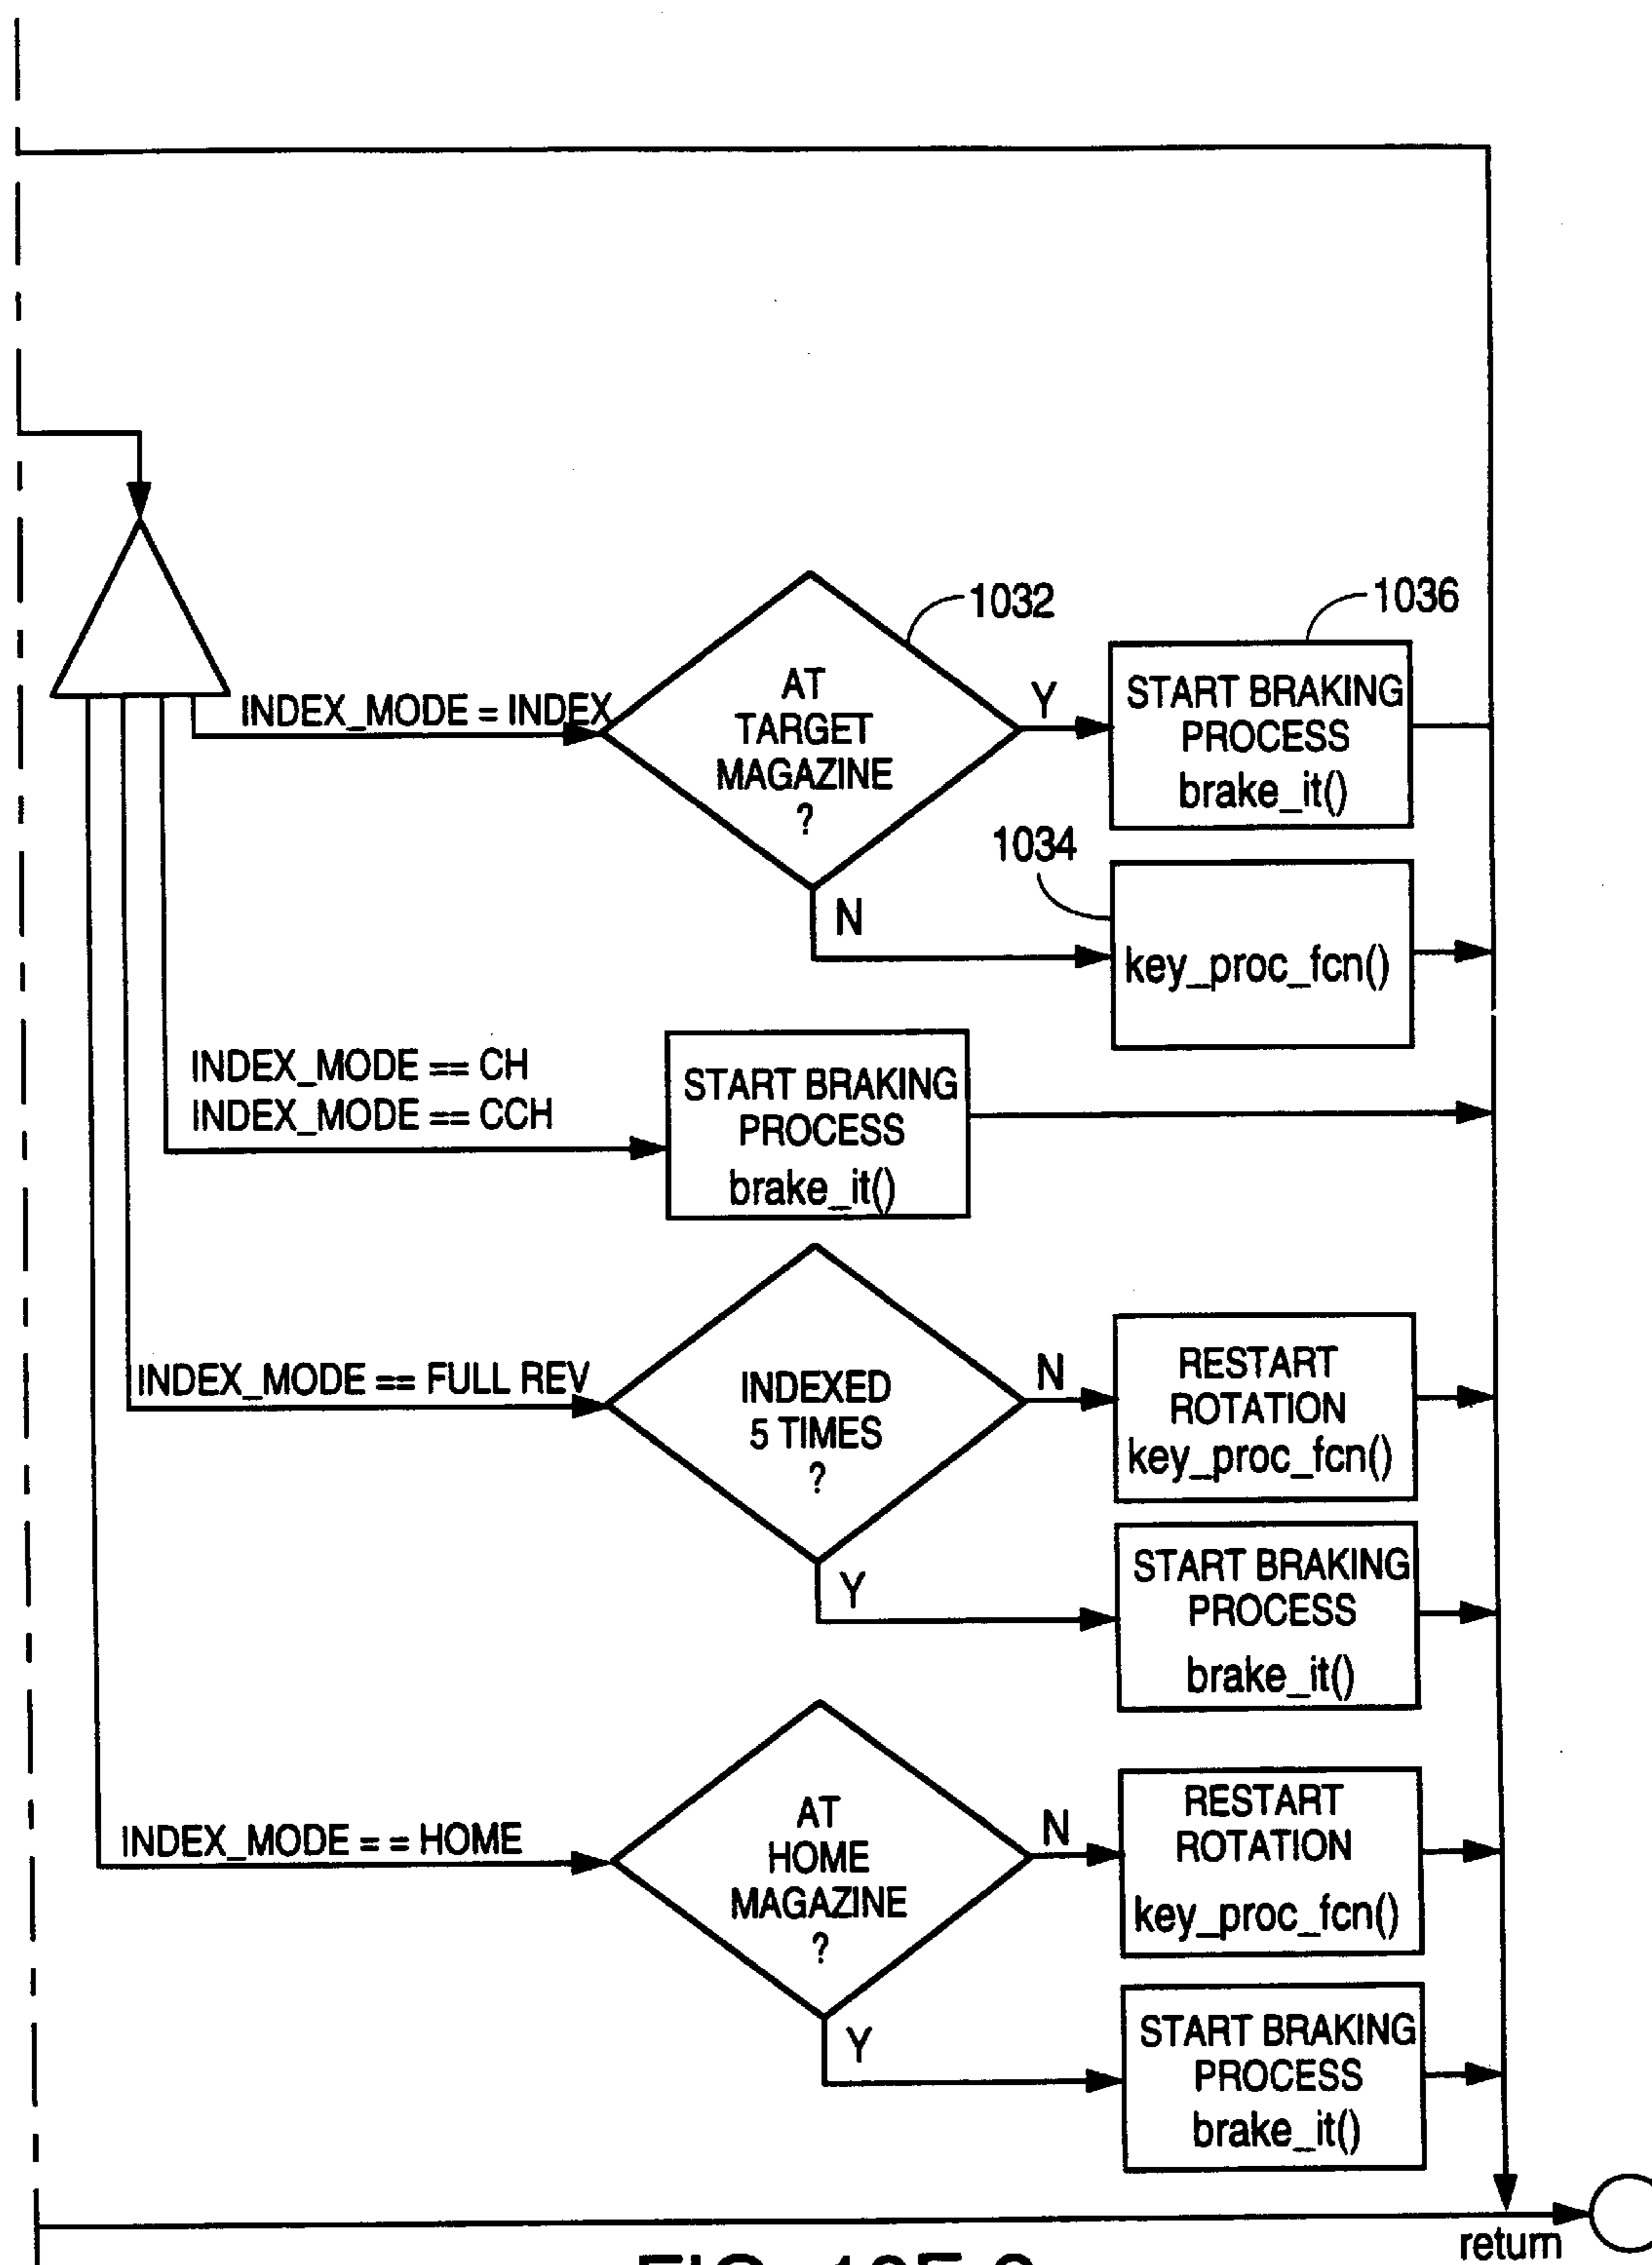 1032
1036
INDEX_MODE = INDEX
AT
TARGET
MAGAZINE
?
Y
START BRAKING
PROCESS
brake_it()
1034
N
key_proc_fcn()
INDEX_MODE == CH
INDEX_MODE == CCH
START BRAKING
PROCESS
brake_it()
INDEX_MODE == FULL REV
INDEXED
5 TIMES
?
N
RESTART
ROTATION
key_proc_fcn()
Y
START BRAKING
PROCESS
brake_it()
INDEX_MODE = = HOME
AT
HOME
MAGAZINE
?
N
RESTART
ROTATION
key_proc_fcn()
Y
START BRAKING
PROCESS
brake_it()
return